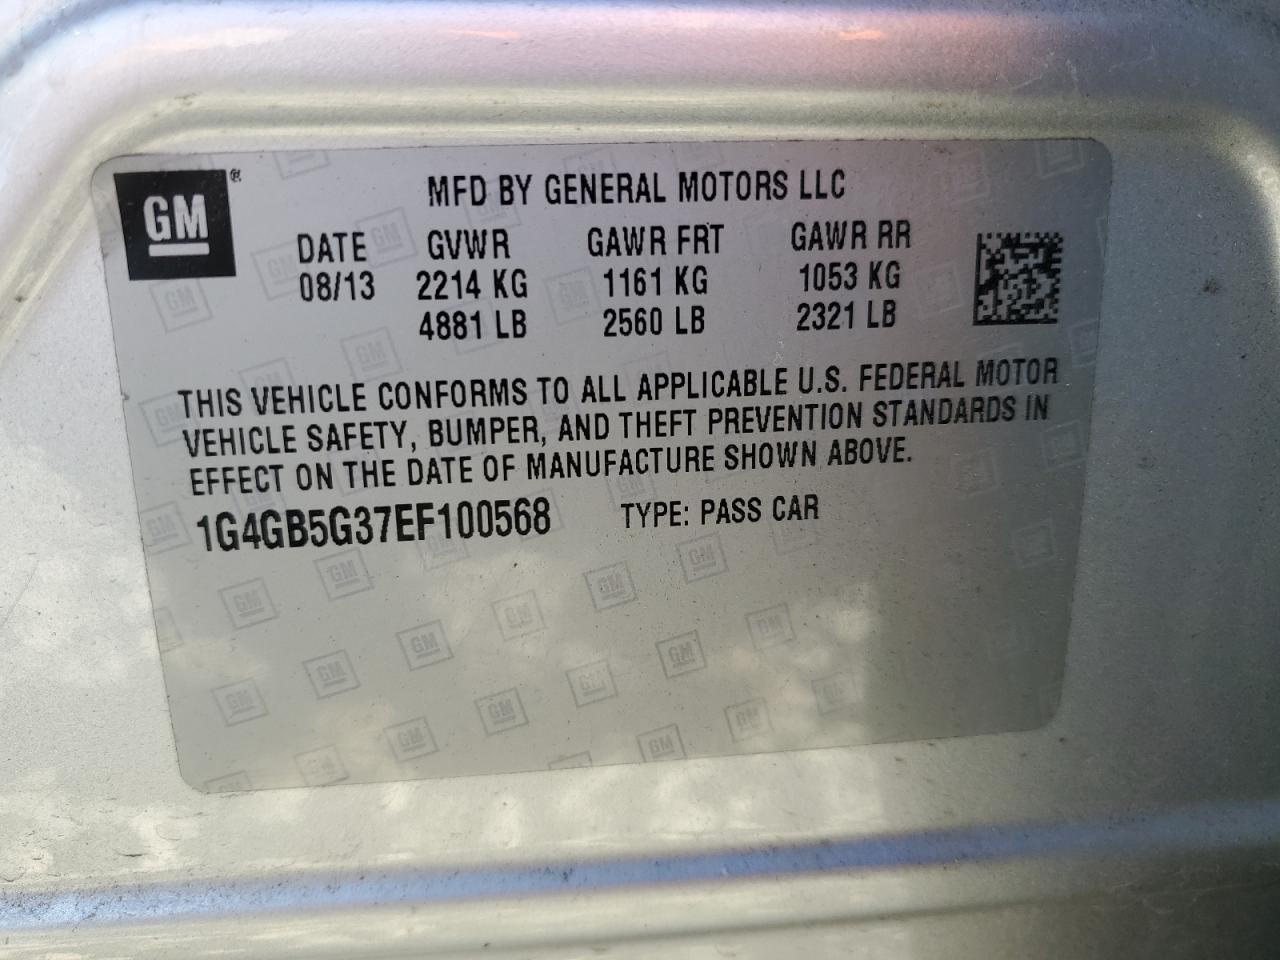 GM®
MFD BY GENERAL MOTORS LLC
DATE GVWR GAWR FRT GAWR RR
08/13 2214 KG 1161 KG 1053 KG
4881 LB 2560 LB 2321 LB
THIS VEHICLE CONFORMS TO ALL APPLICABLE U.S. FEDERAL MOTOR
VEHICLE SAFETY, BUMPER, AND THEFT PREVENTION STANDARDS IN
EFFECT ON THE DATE OF MANUFACTURE SHOWN ABOVE.
1G4GB5G37EF100568 TYPE: PASS CAR